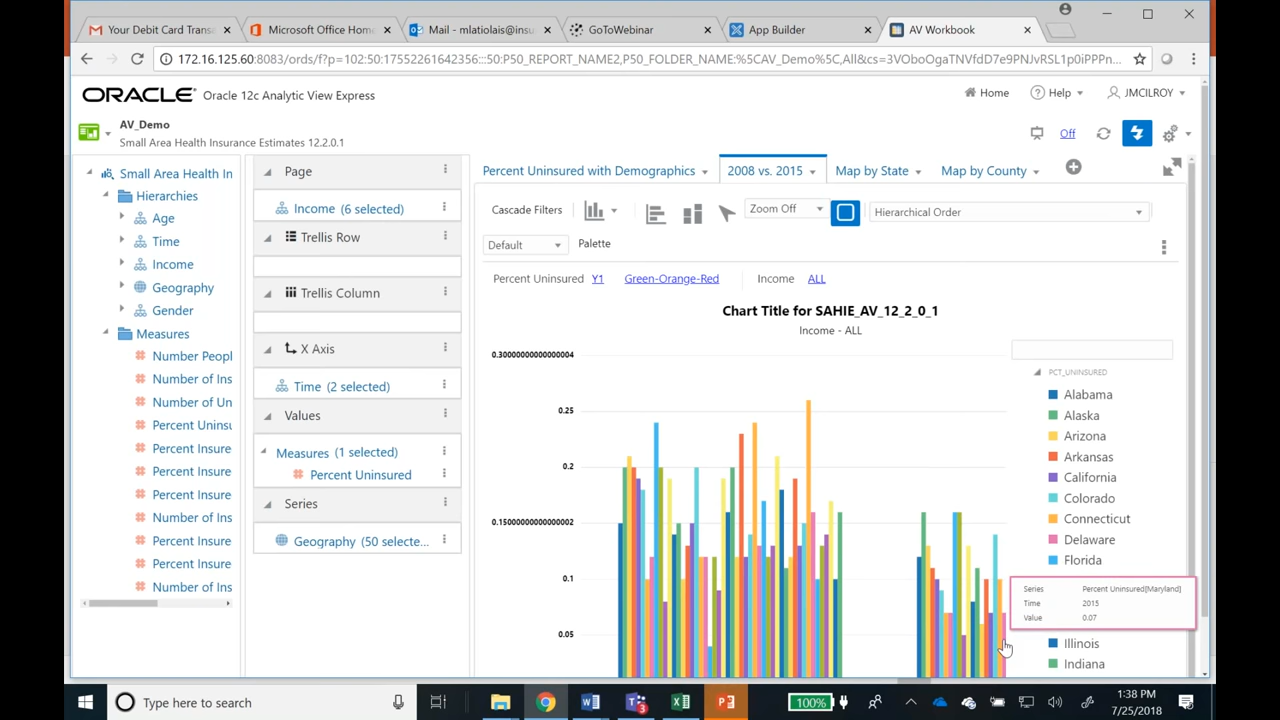 Your Debit Card Trans
Microsoft Office Hom
Mail - mlatiolais@insu
GoToWebinar
App Builder
AV Workbook
172.16.125.60:8083/ords/f?p=102:50:17552261642356:::50:P50_REPORT_NAME2,P50_FOLDER_NAME:%5CAV_Demo%5C,All&cs=3VOboOgaTNVfdD7e9PNJvRSL1p0iPPPn...
ORACLE Oracle 12c Analytic View Express
Home
Help
JMCILROY
AV_Demo
Small Area Health Insurance Estimates 12.2.0.1
Off
Small Area Health In
Hierarchies
Age
Time
Income
Geography
Gender
Measures
Number Peopl
Number of Ins
Number of Un
Percent Uninsu
Percent Insure
Percent Insure
Percent Insure
Number of Ins
Percent Insure
Percent Insure
Number of Ins
Page
Income (6 selected)
Trellis Row
Trellis Column
X Axis
Time (2 selected)
Values
Measures (1 selected)
Percent Uninsured
Series
Geography (50 selecte...
Percent Uninsured with Demographics
2008 vs. 2015
Map by State
Map by County
Cascade Filters
Zoom Off
Hierarchical Order
Default
Palette
Percent Uninsured Y1 Green-Orange-Red Income ALL
Chart Title for SAHIE_AV_12_2_0_1
Income - ALL
0.30000000000000004
0.25
0.2
0.15000000000000002
0.1
0.05
PCT_UNINSURED
Alabama
Alaska
Arizona
Arkansas
California
Colorado
Connecticut
Delaware
Florida
Series Percent Uninsured[Maryland]
Time 2015
Value 0.07
Illinois
Indiana
Type here to search
100%
1:38 PM
7/25/2018